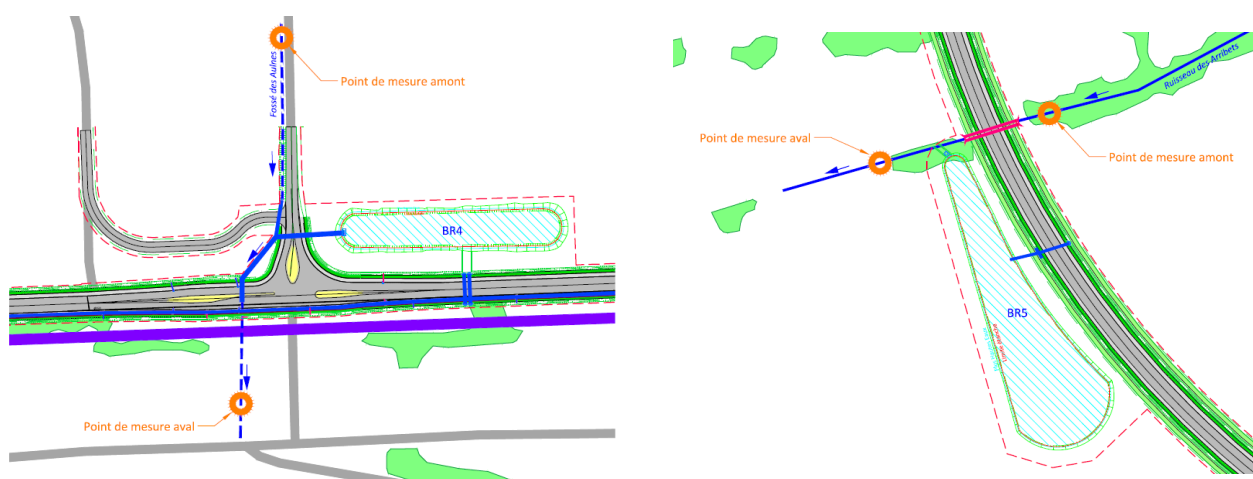 Fossé des Aulnes
Point de mesure amont
BR4
Point de mesure aval
Ruisseau des Arribets
Point de mesure aval
Point de mesure amont
BR5